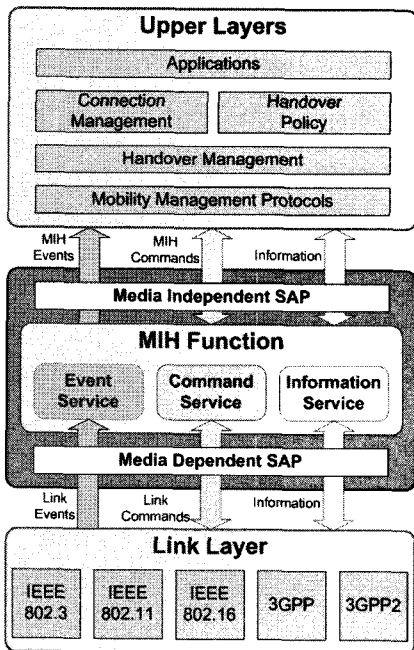 Upper Layers
Applications
Connection
Management
Handover
Policy
Handover Management
Mobility Management Protocols
MIH
Events
MIH
Commands
Information
Media Independent SAP
MIH Function
Event
Service
Command
Service
Information
Service
Media Dependent SAP
Link
Events
Link
Commands
Information
Link Layer
IEEE
802.3
IEEE
802.11
IEEE
802.16
3GPP
3GPP2